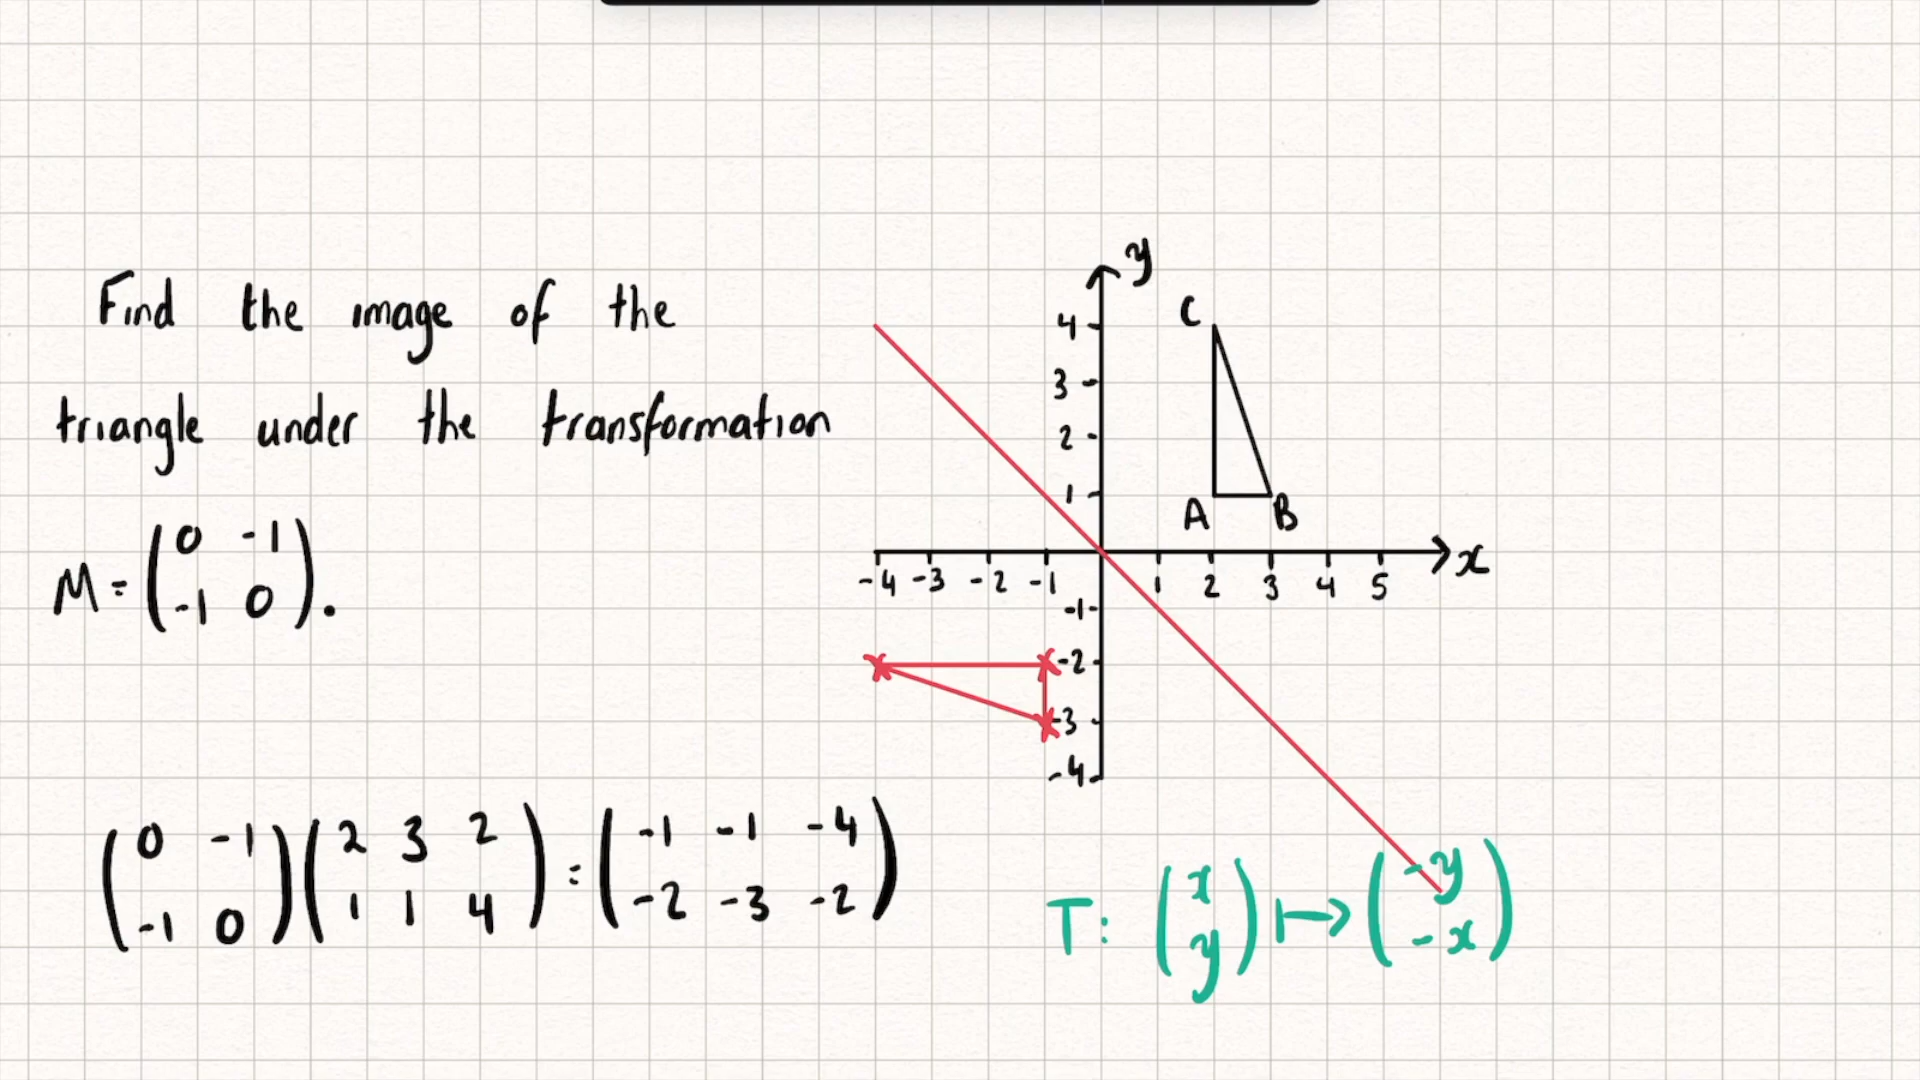 Find the image of the
triangle under the transformation
M = ( 0 -1
-1 0 ) .
y
C
4
3
2
1
A B
x
-4 -3 -2 -1 1 2 3 4 5
-1
-2
-3
-4
( 0 -1 ) ( 2 3 2 ) = ( -1 -1 -4 )
( -1 0 ) ( 1 1 4 ) ( -2 -3 -2 )
T: ( x ) ↦ ( -y )
( y ) ( -x )